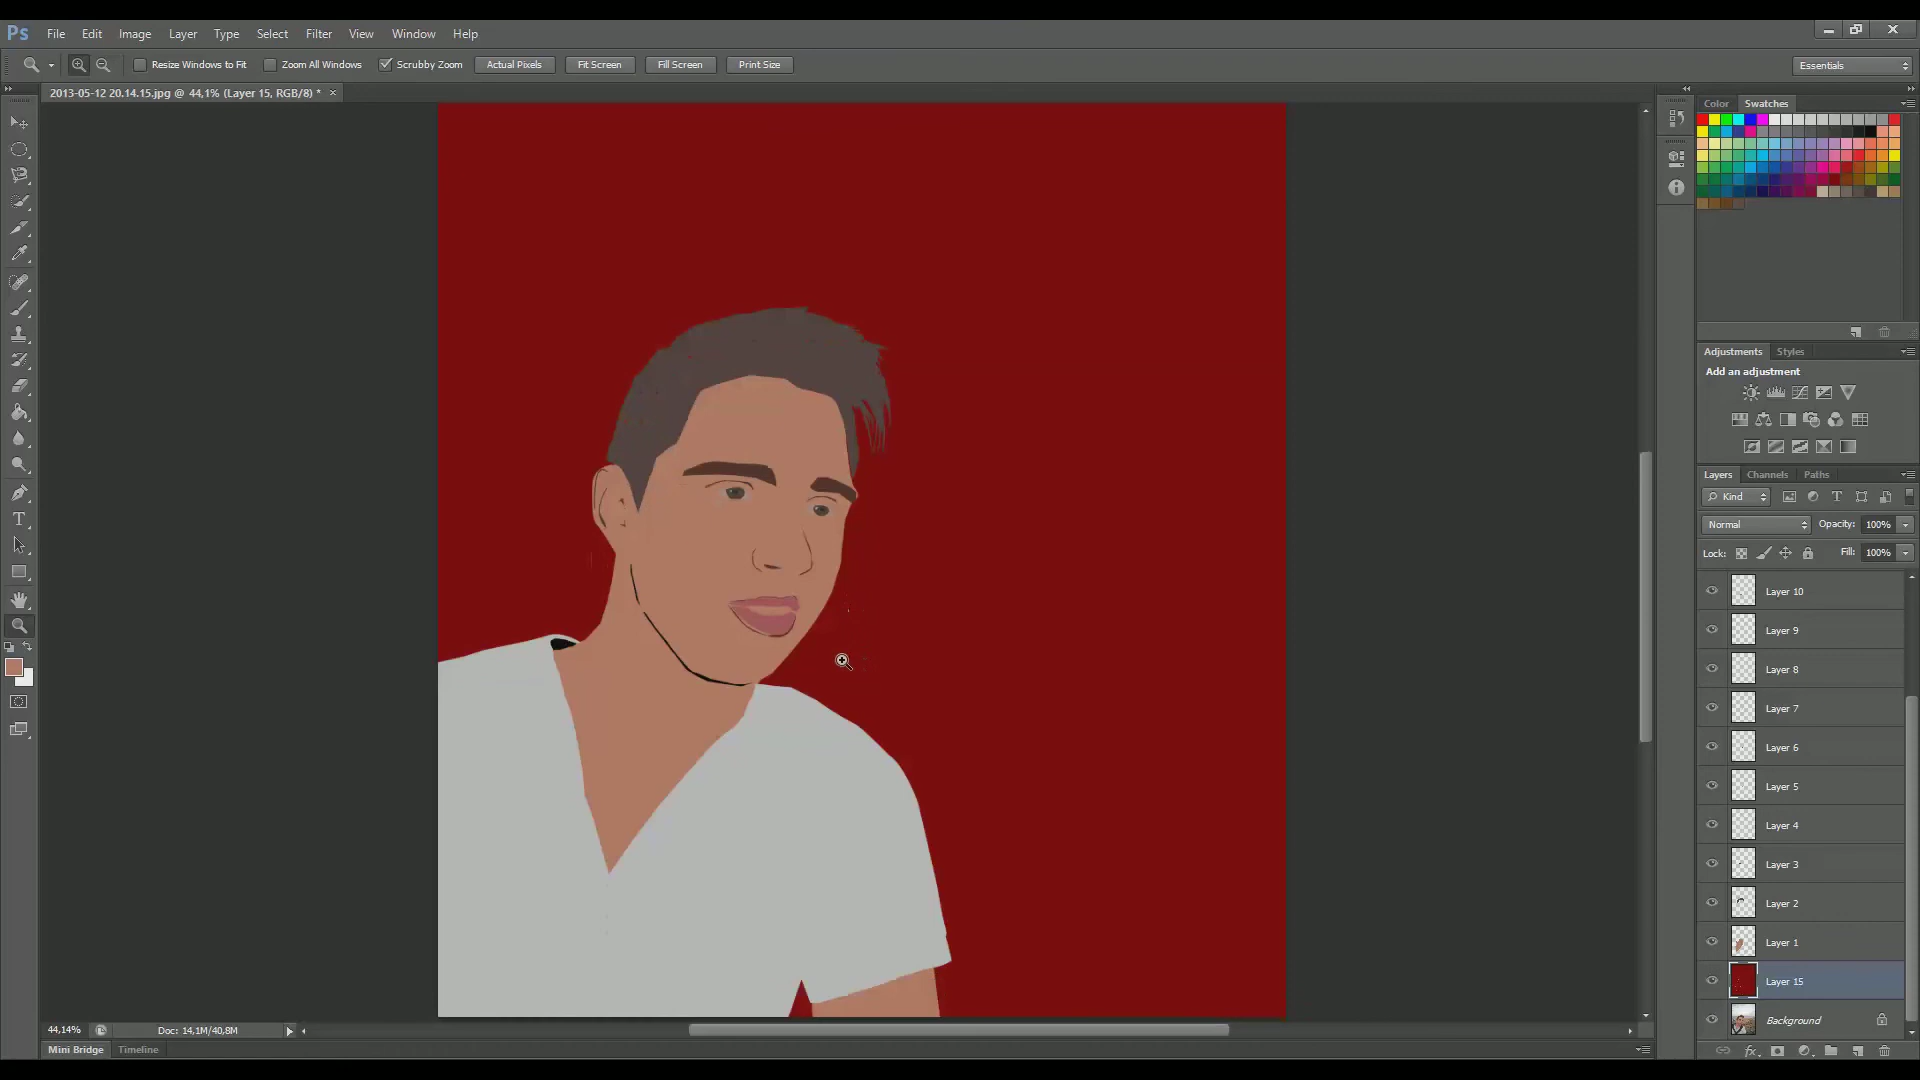 Ps File Edit Image Layer Type Select Filter View Window Help
Resize Windows to Fit Zoom All Windows Scrubby Zoom Actual Pixels Fit Screen Fill Screen Print Size Essentials
2013-05-12 20.14.15.jpg @ 44,1% (Layer 15, RGB/8) * ×
Color Swatches
Adjustments Styles
Add an adjustment
Layers Channels Paths
Kind
Normal Opacity: 100%
Lock: Fill: 100%
Layer 10
Layer 9
Layer 8
Layer 7
Layer 6
Layer 5
Layer 4
Layer 3
Layer 2
Layer 1
Layer 15
Background
44,14% Doc: 14,1M/40,8M
Mini Bridge Timeline